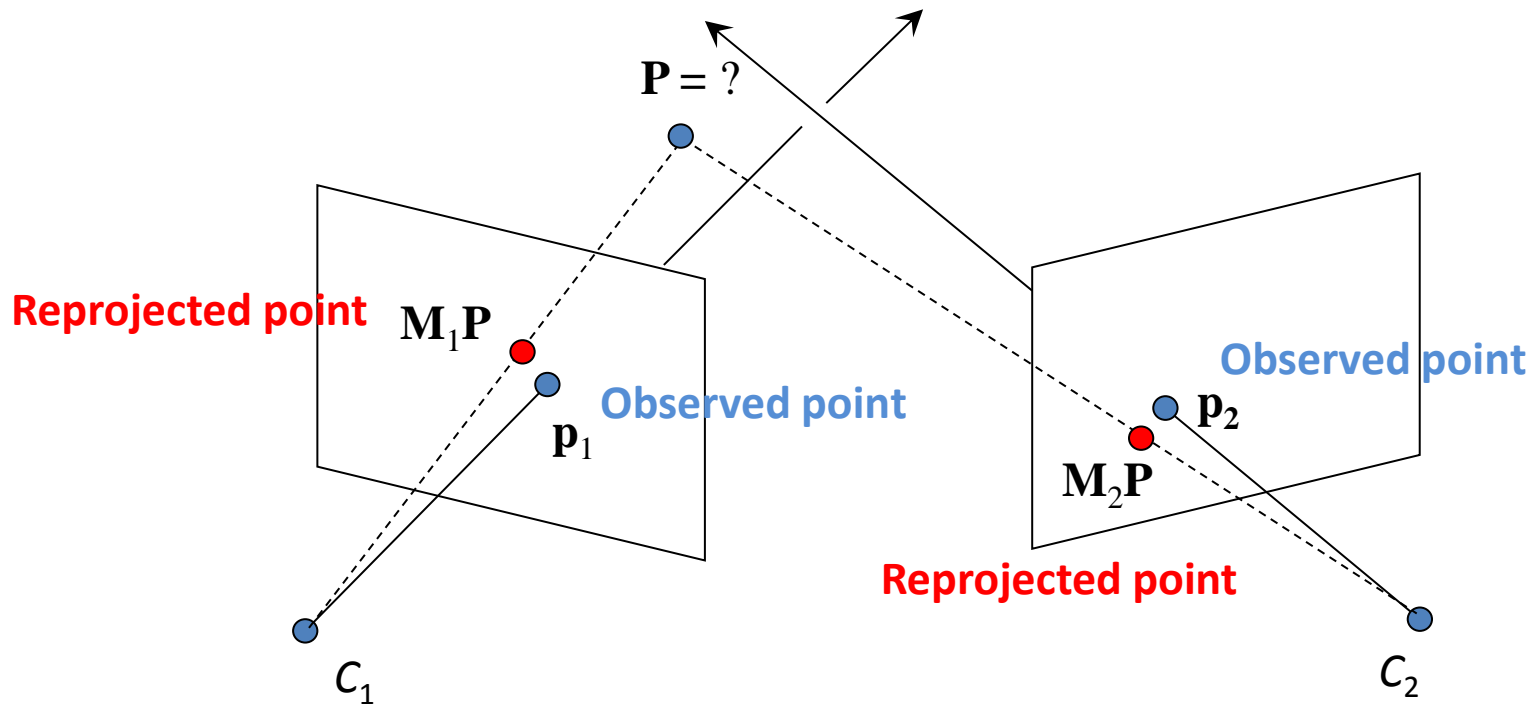 P = ?
Reprojected point
M₁P
Observed point
p₁
Observed point
p₂
M₂P
Reprojected point
C₁
C₂